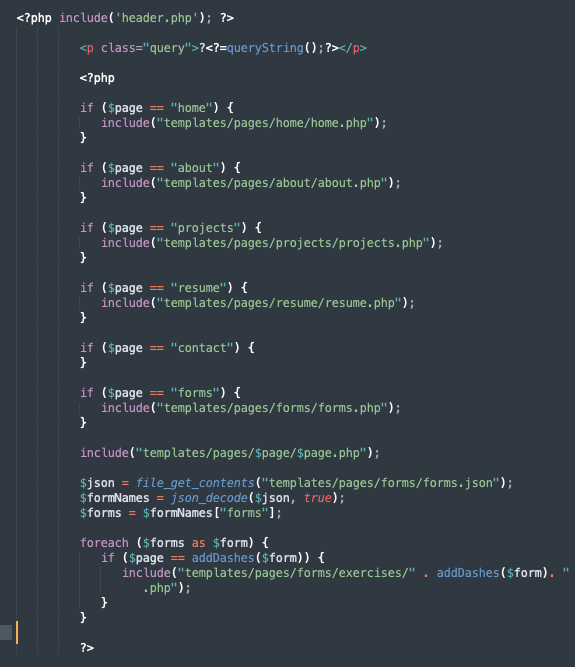 <?php include('header.php'); ?>
<p class="query">?<?=queryString();?></p>
<?php
if ($page == "home") {
include("templates/pages/home/home.php");
}
if ($page == "about") {
include("templates/pages/about/about.php");
}
if ($page == "projects") {
include("templates/pages/projects/projects.php");
}
if ($page == "resume") {
include("templates/pages/resume/resume.php");
}
if ($page == "contact") {
}
if ($page == "forms") {
include("templates/pages/forms/forms.php");
}
include("templates/pages/$page/$page.php");
$json = file_get_contents("templates/pages/forms/forms.json");
$formNames = json_decode($json, true);
$forms = $formNames["forms"];
foreach ($forms as $form) {
if ($page == addDashes($form)) {
include("templates/pages/forms/exercises/" . addDashes($form). "
.php");
}
}
?>